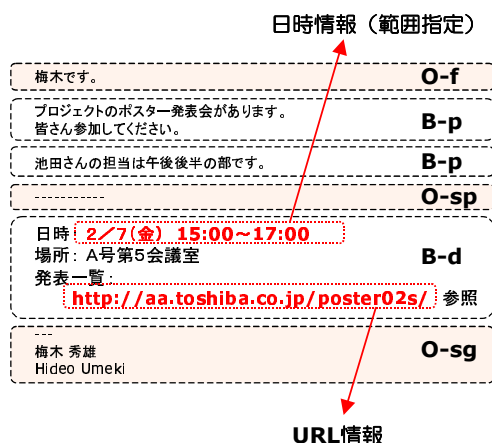 日時情報（範囲指定）
梅木です。 O-f
プロジェクトのポスター発表会があります。
皆さん参加してください。 B-p
池田さんの担当は午後後半の部です。 B-p
----------- O-sp
日時 2／7(金) 15:00～17:00
場所： A号第5会議室 B-d
発表一覧：
http://aa.toshiba.co.jp/poster02s/ 参照
---
梅木 秀雄 O-sg
Hideo Umeki
URL情報